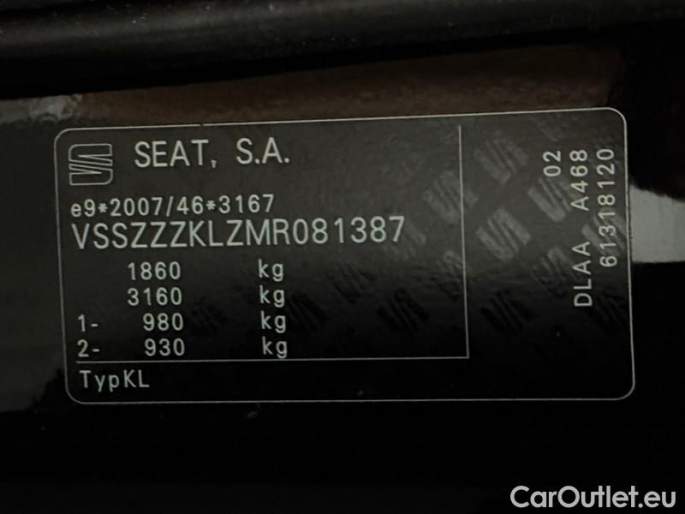 SEAT, S.A.
e9*2007/46*3167
VSSZZZKLZMR081387
1860 kg
3160 kg
1- 980 kg
2- 930 kg
TypKL
02
DLAA A468
61318120
CarOutlet.eu